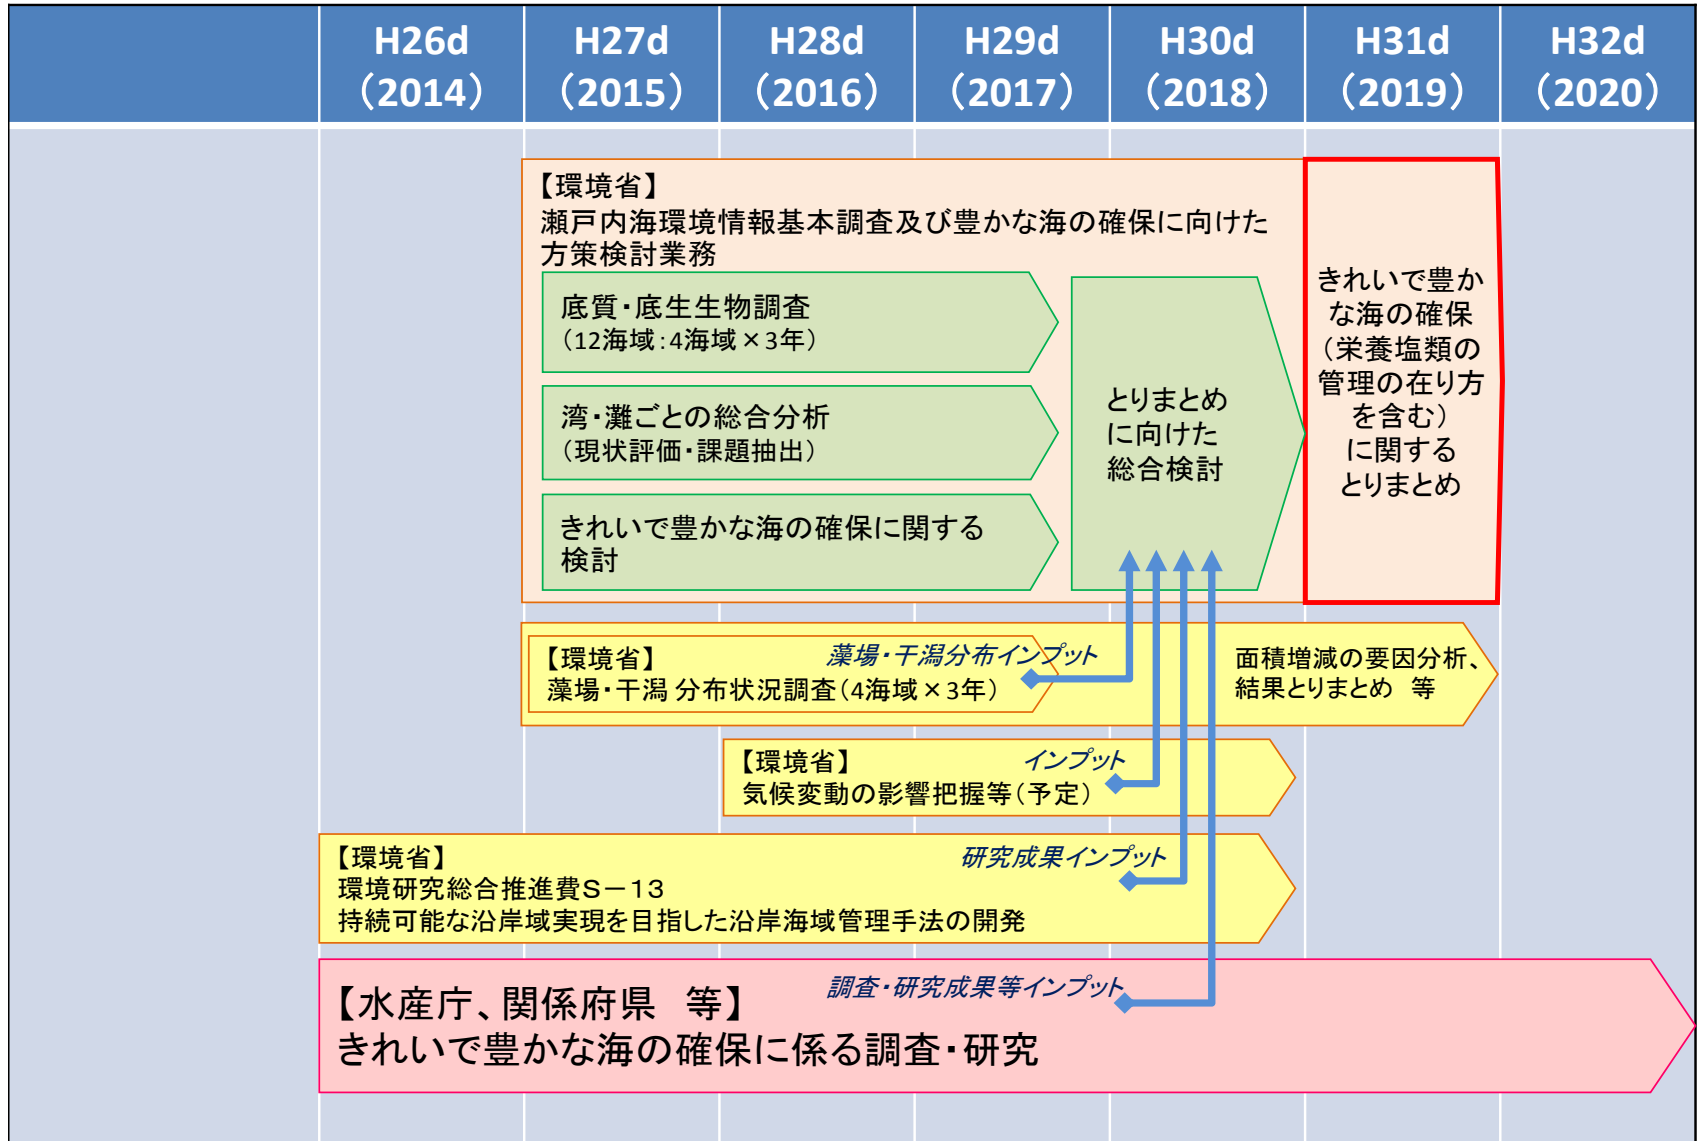 H26d
(2014)
H27d
(2015)
H28d
(2016)
H29d
(2017)
H30d
(2018)
H31d
(2019)
H32d
(2020)
【環境省】
瀬戸内海環境情報基本調査及び豊かな海の確保に向けた
方策検討業務
底質・底生生物調査
（12海域：4海域×3年）
湾・灘ごとの総合分析
（現状評価・課題抽出）
きれいで豊かな海の確保に関する
検討
とりまとめ
に向けた
総合検討
きれいで豊か
な海の確保
（栄養塩類の
管理の在り方
を含む）
に関する
とりまとめ
【環境省】
藻場・干潟分布インプット
藻場・干潟 分布状況調査（4海域×3年）
面積増減の要因分析、
結果とりまとめ　等
【環境省】
インプット
気候変動の影響把握等（予定）
【環境省】
研究成果インプット
環境研究総合推進費Ｓ－１３
持続可能な沿岸域実現を目指した沿岸海域管理手法の開発
【水産庁、関係府県　等】
調査・研究成果等インプット
きれいで豊かな海の確保に係る調査・研究